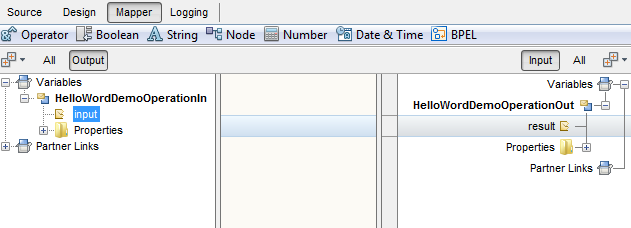 Source Design Mapper Logging
Operator Boolean String Node Number Date & Time BPEL
All Output Input All
Variables
HelloWordDemoOperationIn
input
Properties
Partner Links
Variables
HelloWordDemoOperationOut
result
Properties
Partner Links